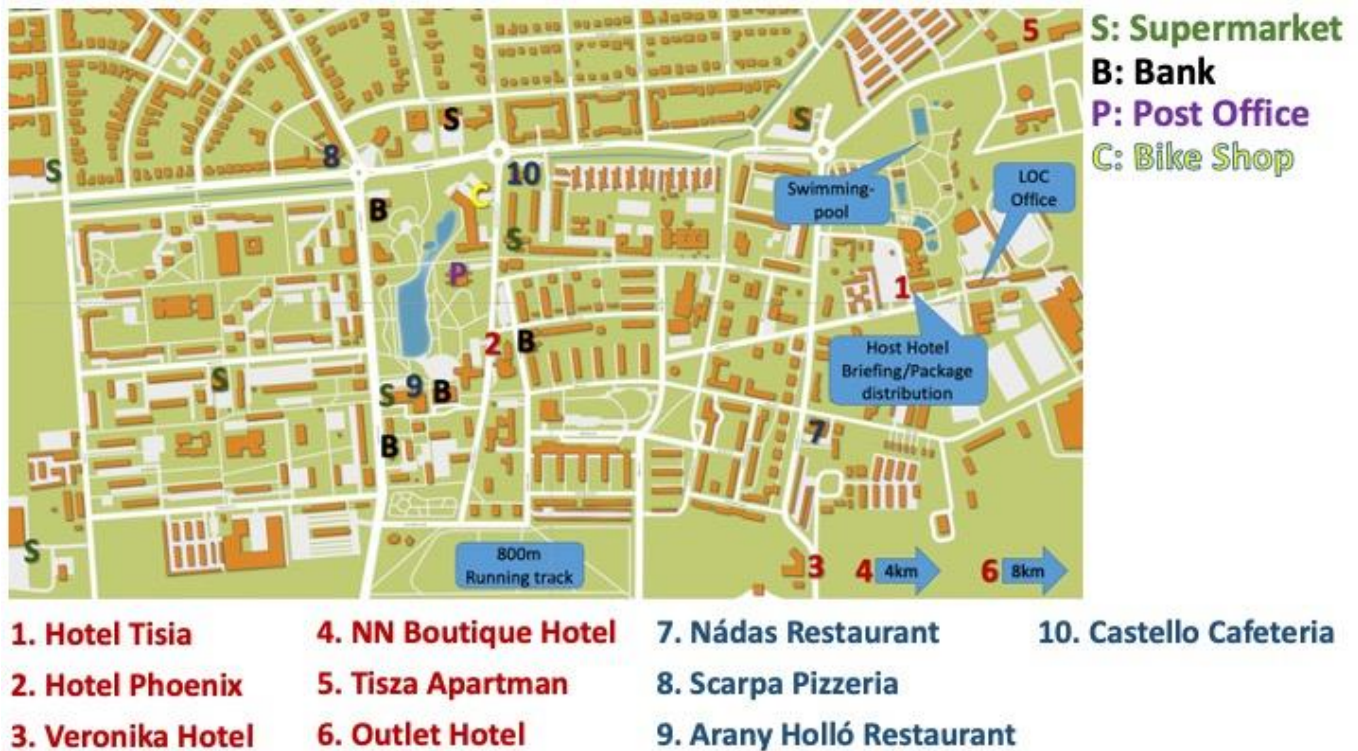 5
S: Supermarket
B: Bank
P: Post Office
C: Bike Shop
S
S
8
10
S
Swimming-
pool
LOC
Office
B
C
S
P
1
2
B
Host Hotel
Briefing/Package
distribution
S
S
9
B
B
7
S
800m
Running track
3
4
4km
6
8km
1. Hotel Tisia
2. Hotel Phoenix
3. Veronika Hotel
4. NN Boutique Hotel
5. Tisza Apartman
6. Outlet Hotel
7. Nádas Restaurant
8. Scarpa Pizzeria
9. Arany Holló Restaurant
10. Castello Cafeteria